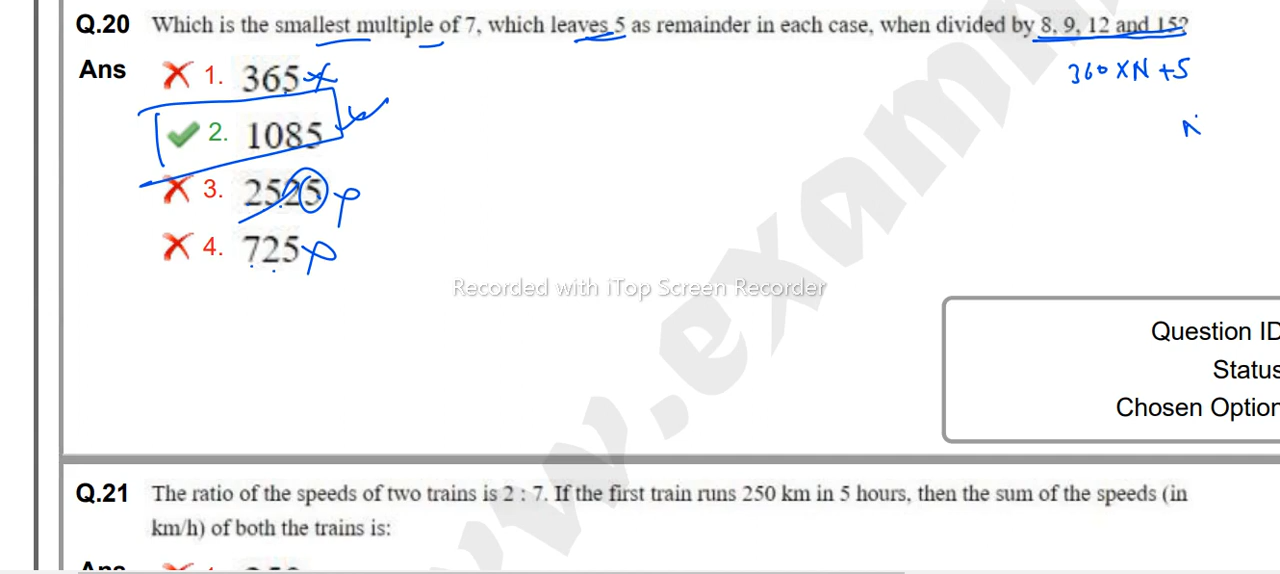 Q.20 Which is the smallest multiple of 7, which leaves 5 as remainder in each case, when divided by 8, 9, 12 and 15?
360 X N + 5
Ans 1. 365
2. 1085
3. 2525
4. 725
Recorded with iTop Screen Recorder
www.exam
Question ID
Status
Chosen Option
Q.21 The ratio of the speeds of two trains is 2 : 7. If the first train runs 250 km in 5 hours, then the sum of the speeds (in
km/h) of both the trains is:
Ans